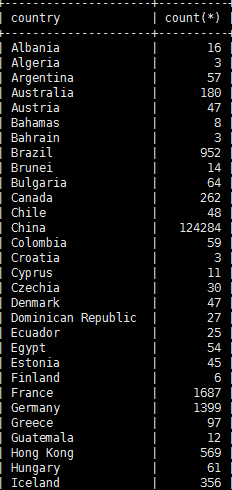 country count(*)
Albania 16
Algeria 3
Argentina 57
Australia 180
Austria 47
Bahamas 8
Bahrain 3
Brazil 952
Brunei 14
Bulgaria 64
Canada 262
Chile 48
China 124284
Colombia 59
Croatia 3
Cyprus 11
Czechia 30
Denmark 47
Dominican Republic 27
Ecuador 25
Egypt 54
Estonia 45
Finland 6
France 1687
Germany 1399
Greece 97
Guatemala 12
Hong Kong 569
Hungary 61
Iceland 356